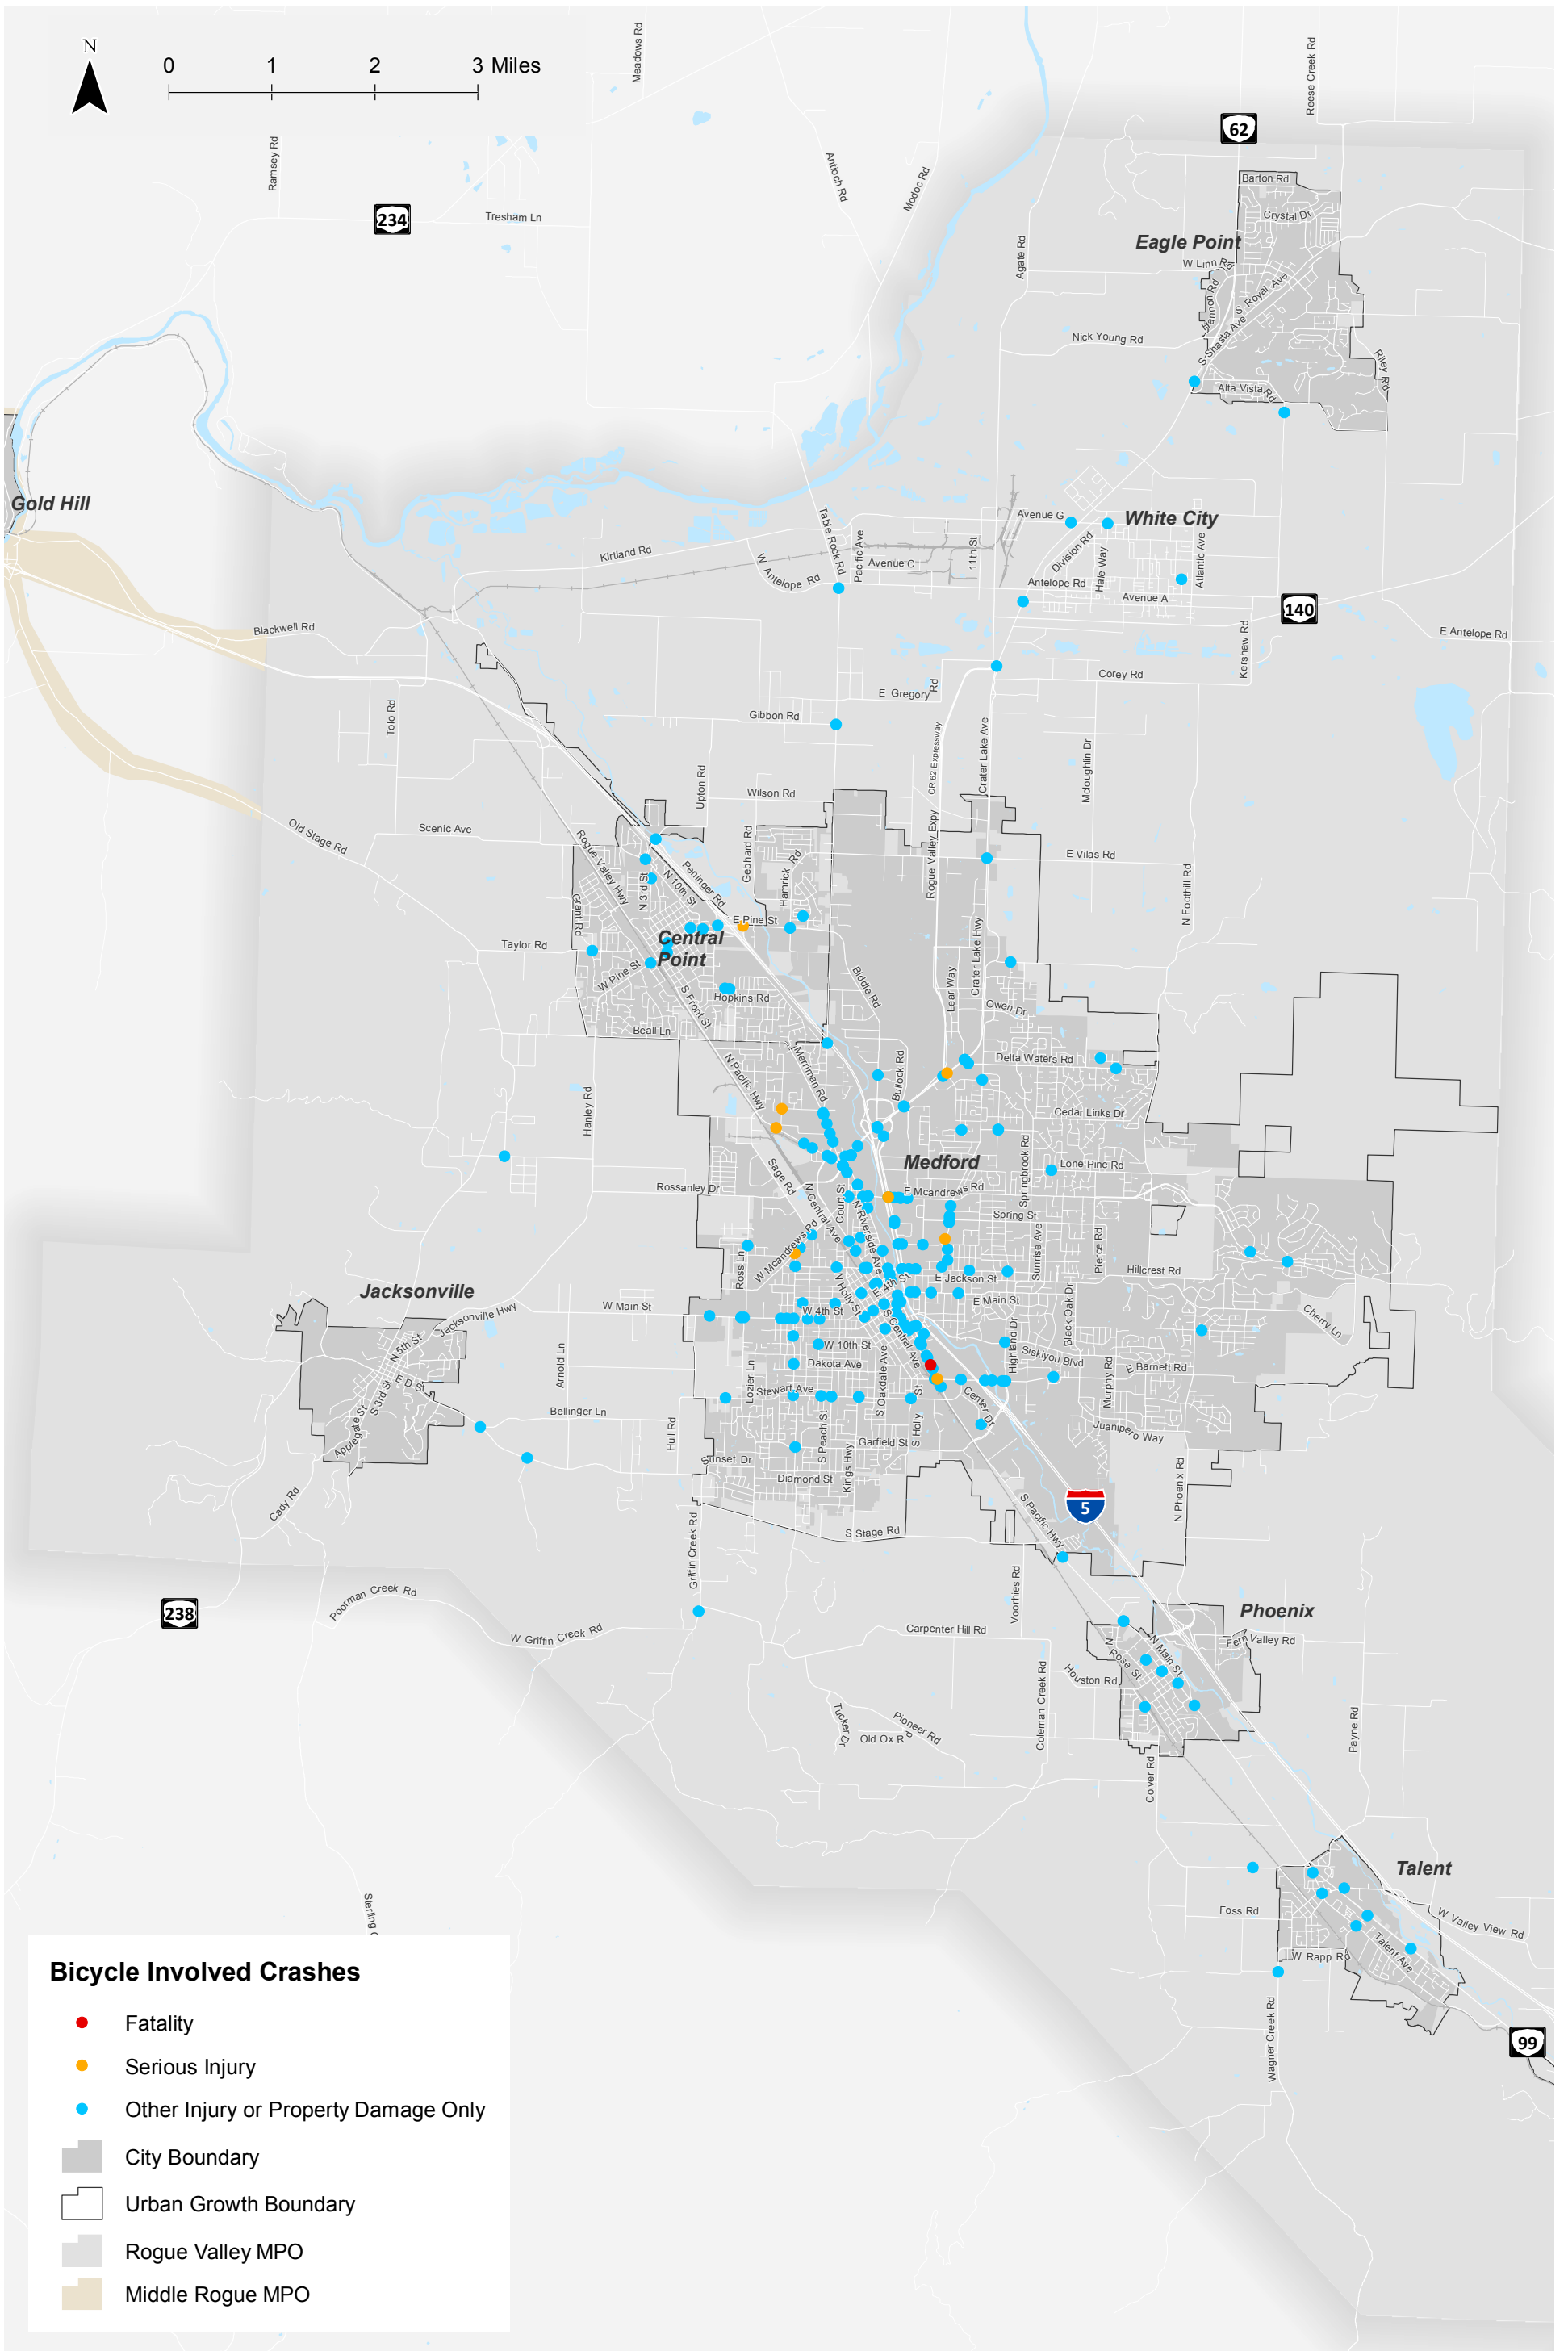 N
0 1 2 3 Miles
Meadows Rd
Reese Creek Rd
62
Ramsey Rd
Antioch Rd
Modoc Rd
Barton Rd
Crystal Dr
234
Tresham Ln
Agate Rd
Eagle Point
W Linn Rd
Hannon Rd
S Royal Ave
S Shasta Ave
Nick Young Rd
Riley Rd
Alta Vista Rd
Gold Hill
Table Rock Rd
Pacific Ave
Avenue G
White City
Kirtland Rd
W Antelope Rd
Avenue C
11th St
Division Rd
Hale Way
Atlantic Ave
Antelope Rd
Avenue A
140
Blackwell Rd
Kershaw Rd
E Antelope Rd
Corey Rd
E Gregory Rd
Tolo Rd
Gibbon Rd
OR 62 Expressway
Crater Lake Ave
Mcloughlin Dr
Upton Rd
Wilson Rd
Old Stage Rd
Scenic Ave
Rogue Valley Hwy
N 3rd St
N 10th St
Peninger Rd
Gebhard Rd
Hamrick Rd
Rogue Valley Expy
E Vilas Rd
N Foothill Rd
Grant Rd
E Pine St
Central
Point
Taylor Rd
W Pine St
Hopkins Rd
S Front St
Biddle Rd
Lear Way
Crater Lake Hwy
Owen Dr
Beall Ln
Merriman Rd
N Pacific Hwy
Bullock Rd
Delta Waters Rd
Hanley Rd
Cedar Links Dr
Medford
Springbrook Rd
Lone Pine Rd
Sage Rd
Rossanley Dr
N Central Ave
Court St
N Riverside Ave
E Mcandrews Rd
Spring St
W Mcandrews Rd
Ross Ln
Sunrise Ave
Pierce Rd
Hillcrest Rd
E Jackson St
E 4th St
N Holly St
E Main St
Jacksonville
Jacksonville Hwy
W Main St
W 4th St
S Central Ave
Black Oak Dr
Cherry Ln
N 5th St
W 10th St
Highland Dr
Siskiyou Blvd
E Barnett Rd
Arnold Ln
Dakota Ave
S Oakdale Ave
Murphy Rd
E D St
S 3rd St
Lozier Ln
Stewart Ave
Center Dr
Applegate St
Bellinger Ln
Hull Rd
S Peach St
S Holly St
Juanipero Way
Garfield St
Sunset Dr
Kings Hwy
Diamond St
N Phoenix Rd
Cady Rd
S Pacific Hwy
5
S Stage Rd
Griffin Creek Rd
Voorhies Rd
238
Poorman Creek Rd
Phoenix
W Griffin Creek Rd
Carpenter Hill Rd
N Rose St
N Main St
Fern Valley Rd
Houston Rd
Coleman Creek Rd
Tucker Dr
Pioneer Rd
Old Ox Rd
Payne Rd
Colver Rd
Talent
Sterling C
Foss Rd
W Valley View Rd
W Rapp Rd
Talent Ave
Wagner Creek Rd
99
Bicycle Involved Crashes
Fatality
Serious Injury
Other Injury or Property Damage Only
City Boundary
Urban Growth Boundary
Rogue Valley MPO
Middle Rogue MPO